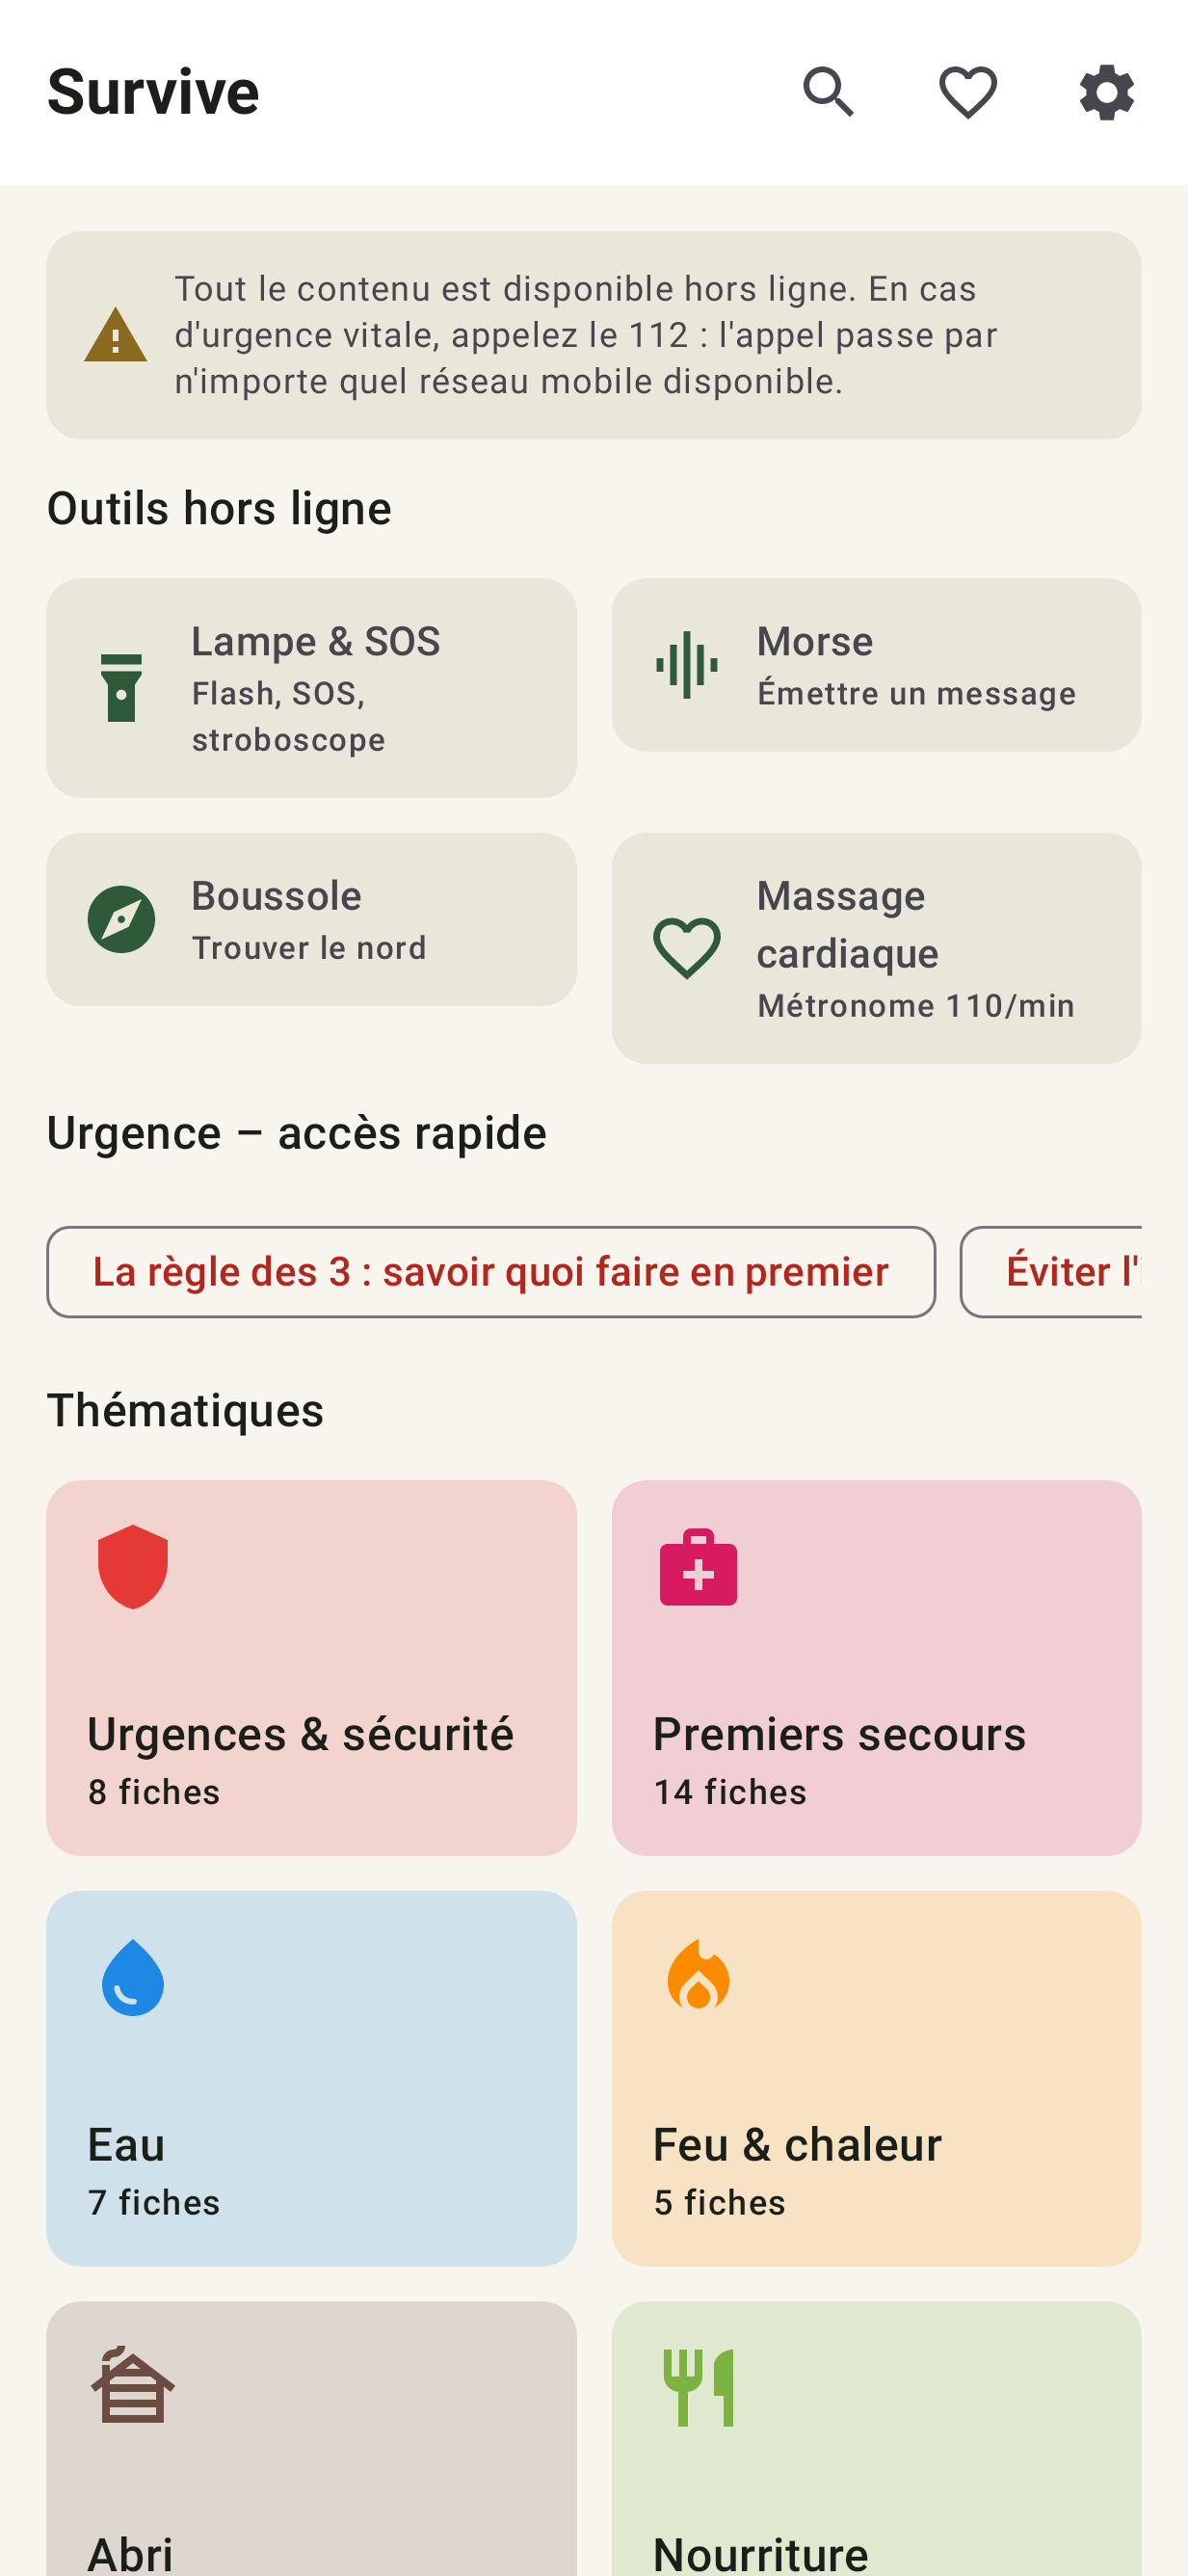 Survive
Tout le contenu est disponible hors ligne. En cas
d'urgence vitale, appelez le 112 : l'appel passe par
n'importe quel réseau mobile disponible.
Outils hors ligne
Lampe & SOS
Flash, SOS,
stroboscope
Morse
Émettre un message
Boussole
Trouver le nord
Massage
cardiaque
Métronome 110/min
Urgence – accès rapide
La règle des 3 : savoir quoi faire en premier
Éviter l'
Thématiques
Urgences & sécurité
8 fiches
Premiers secours
14 fiches
Eau
7 fiches
Feu & chaleur
5 fiches
Abri
Nourriture